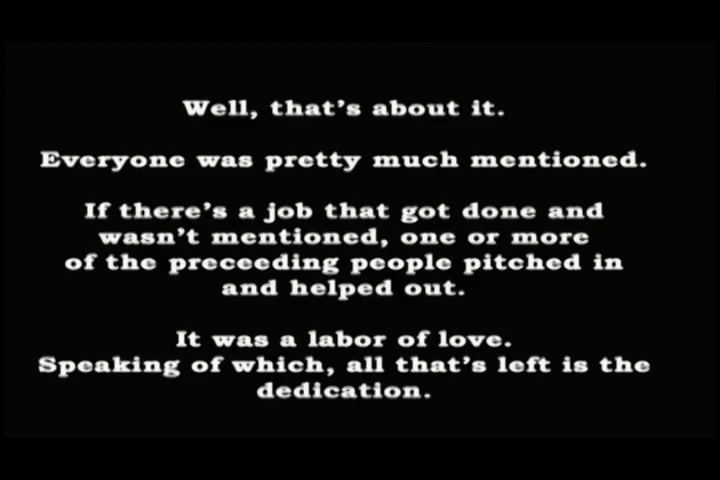 Well, that's about it.
Everyone was pretty much mentioned.
If there's a job that got done and
wasn't mentioned, one or more
of the preceeding people pitched in
and helped out.
It was a labor of love.
Speaking of which, all that's left is the
dedication.